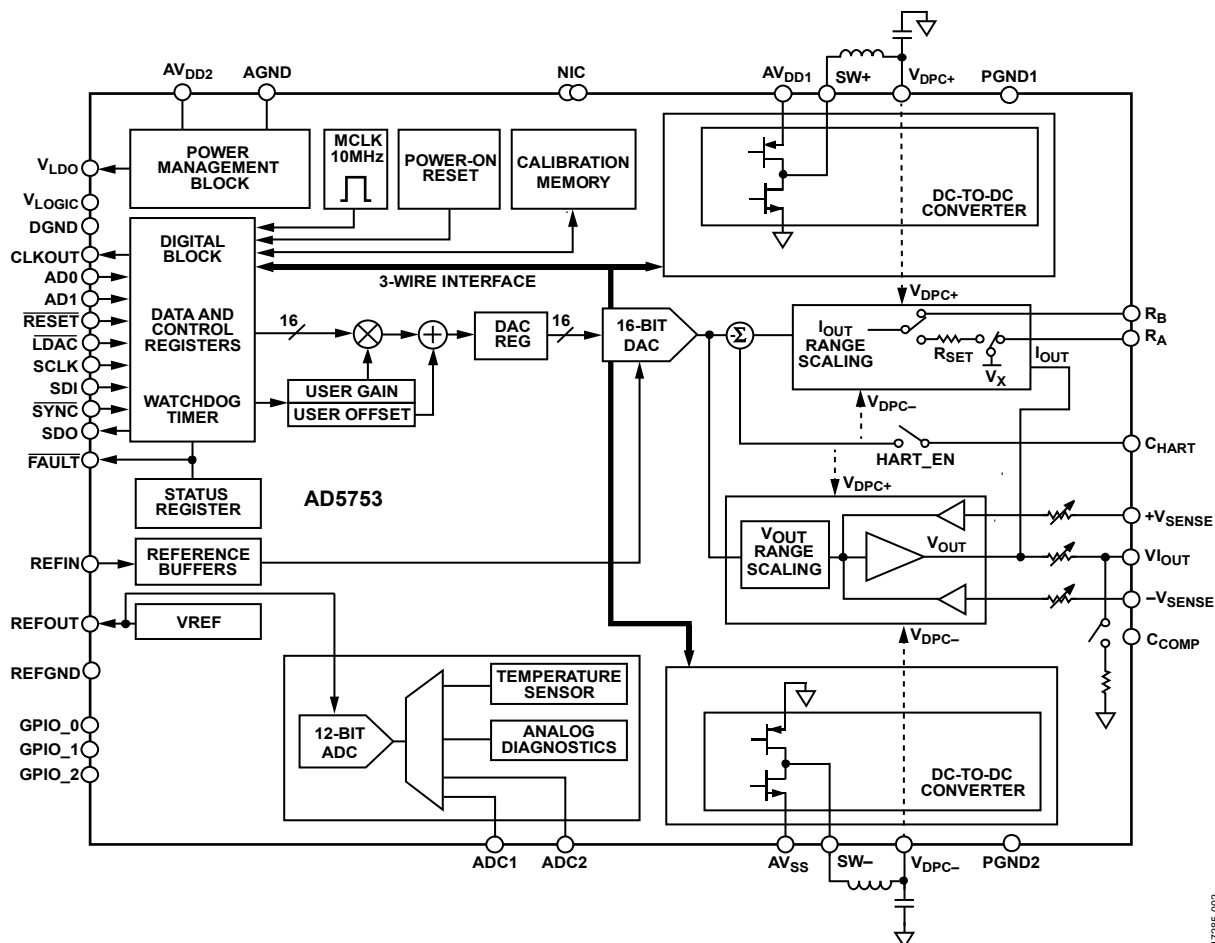 AVDD2
AGND
NIC
AVDD1
SW+
VDPC+
PGND1
VLDO
VLOGIC
DGND
CLKOUT
AD0
AD1
RESET
LDAC
SCLK
SDI
SYNC
SDO
FAULT
REFIN
REFOUT
REFGND
GPIO_0
GPIO_1
GPIO_2
POWER
MANAGEMENT
BLOCK
MCLK
10MHz
POWER-ON
RESET
CALIBRATION
MEMORY
DC-TO-DC
CONVERTER
DIGITAL
BLOCK
DATA AND
CONTROL
REGISTERS
WATCHDOG
TIMER
3-WIRE INTERFACE
16
USER GAIN
USER OFFSET
DAC
REG
16
16-BIT
DAC
Σ
VDPC+
IOUT
RANGE
SCALING
RSET
VX
IOUT
RB
RA
VDPC–
HART_EN
CHART
STATUS
REGISTER
AD5753
REFERENCE
BUFFERS
VREF
VDPC+
VOUT
RANGE
SCALING
VOUT
+VSENSE
VIOUT
–VSENSE
CCOMP
VDPC–
12-BIT
ADC
TEMPERATURE
SENSOR
ANALOG
DIAGNOSTICS
DC-TO-DC
CONVERTER
ADC1
ADC2
AVSS
SW–
VDPC–
PGND2
17285-002